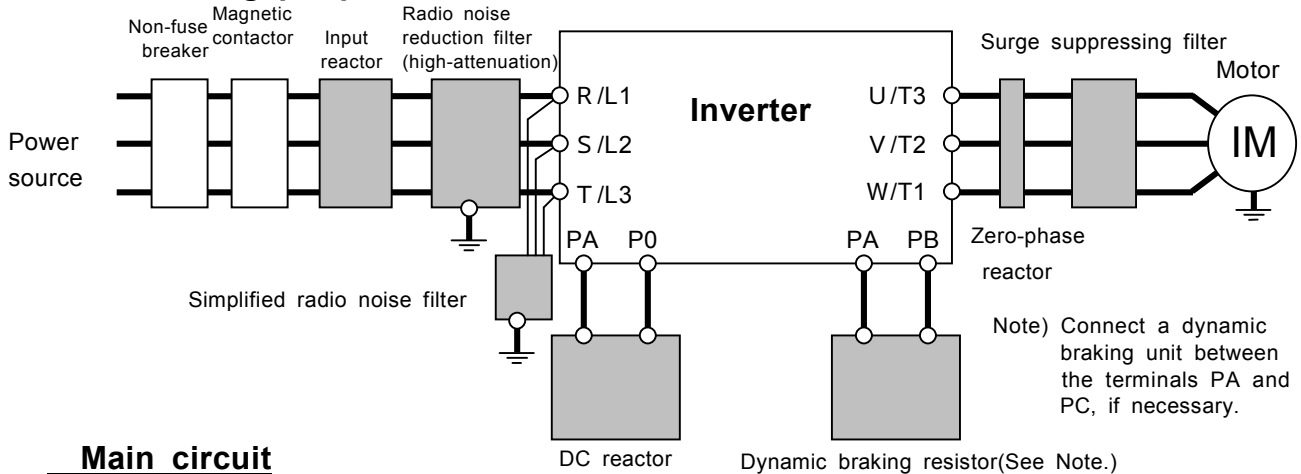 Non-fuse
breaker
Magnetic
contactor
Input
reactor
Radio noise
reduction filter
(high-attenuation)
Power
source
R/L1
S/L2
T/L3
Inverter
U/T3
V/T2
W/T1
PA P0
PA PB
Surge suppressing filter
Motor
IM
Zero-phase
reactor
Simplified radio noise filter
Note) Connect a dynamic
braking unit between
the terminals PA and
PC, if necessary.
DC reactor
Dynamic braking resistor(See Note.)
Main circuit